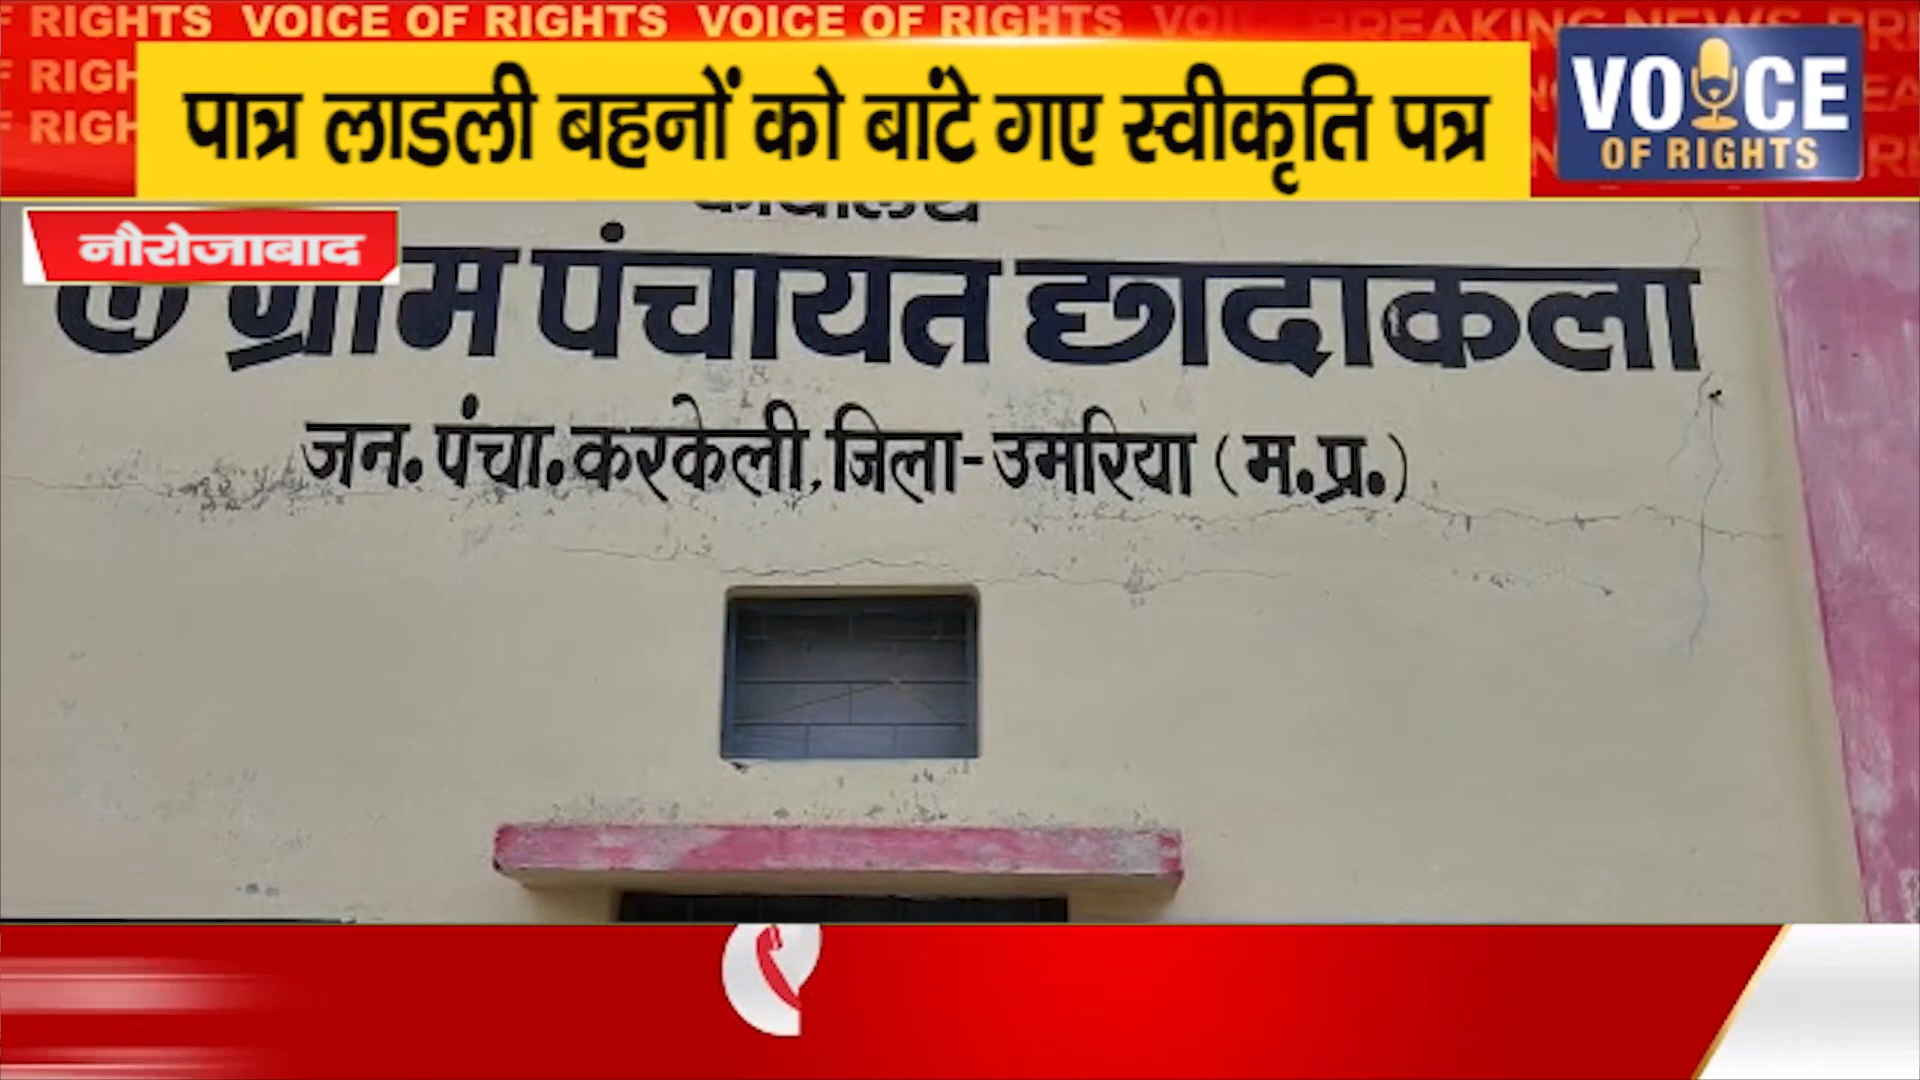 RIGHTS VOICE OF RIGHTS VOICE OF RIGHTS
पात्र लाडली बहनों को बांटे गए स्वीकृति पत्र
VOICE
OF RIGHTS
नौरोजाबाद
कार्यालय
ग्राम पंचायत छादाकला
जन. पंचा. करकेली, जिला-उमरिया (म.प्र.)